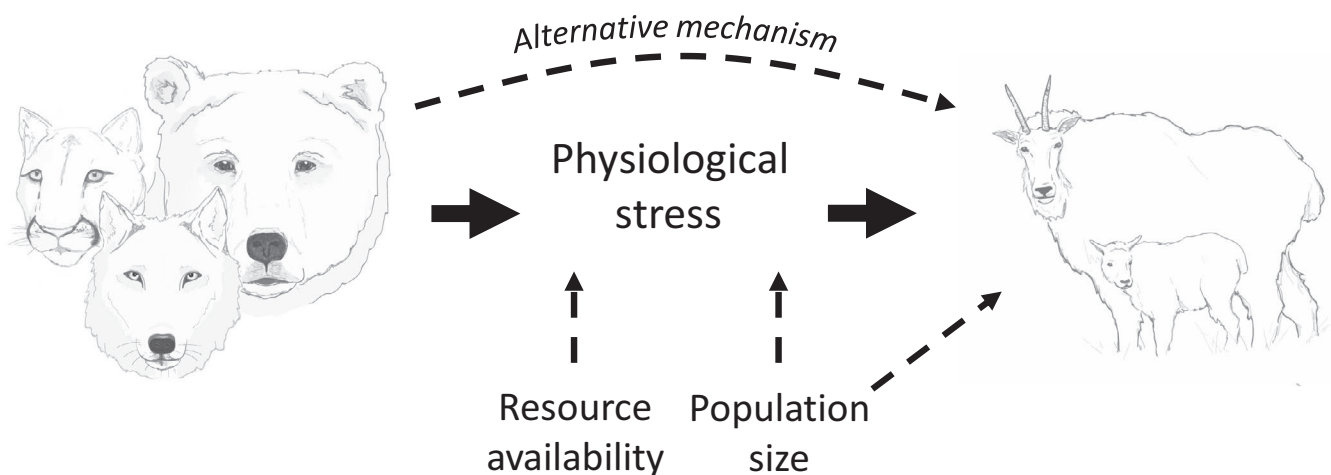 Alternative mechanism
Physiological
stress
Resource
availability
Population
size